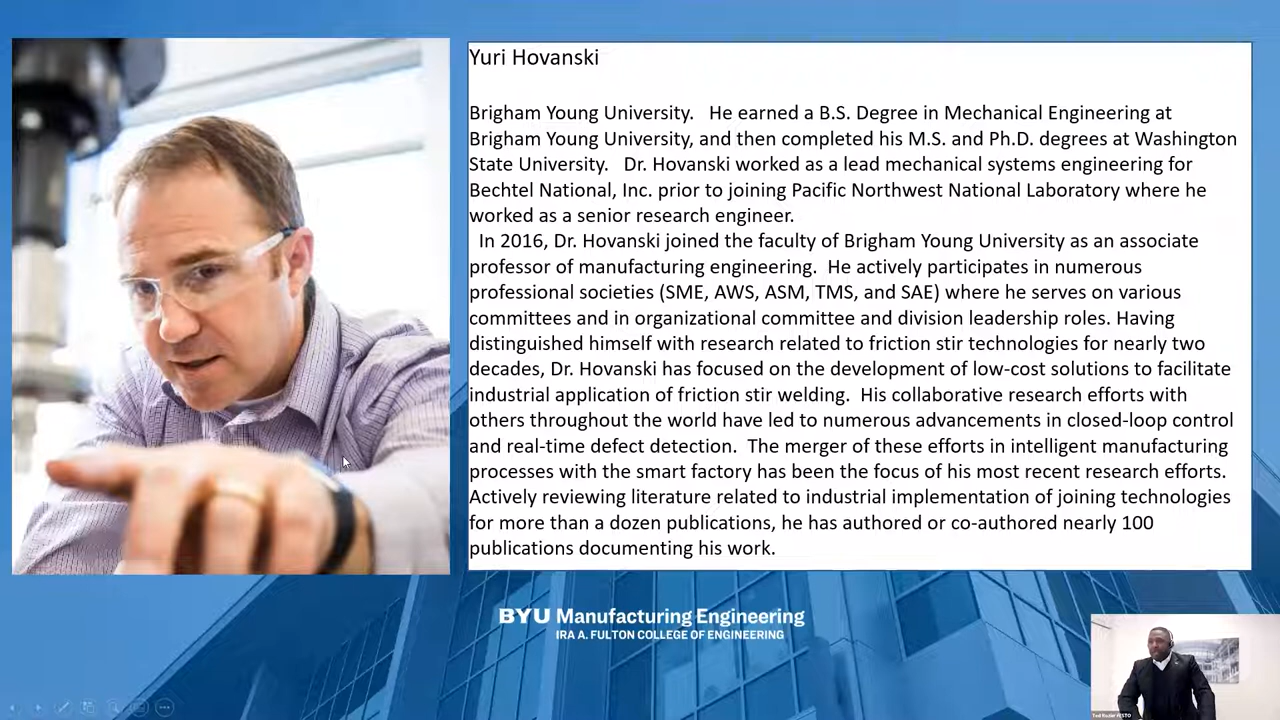 Yuri Hovanski
Brigham Young University.   He earned a B.S. Degree in Mechanical Engineering at
Brigham Young University, and then completed his M.S. and Ph.D. degrees at Washington
State University.   Dr. Hovanski worked as a lead mechanical systems engineering for
Bechtel National, Inc. prior to joining Pacific Northwest National Laboratory where he
worked as a senior research engineer.
In 2016, Dr. Hovanski joined the faculty of Brigham Young University as an associate
professor of manufacturing engineering.  He actively participates in numerous
professional societies (SME, AWS, ASM, TMS, and SAE) where he serves on various
committees and in organizational committee and division leadership roles. Having
distinguished himself with research related to friction stir technologies for nearly two
decades, Dr. Hovanski has focused on the development of low-cost solutions to facilitate
industrial application of friction stir welding.  His collaborative research efforts with
others throughout the world have led to numerous advancements in closed-loop control
and real-time defect detection.  The merger of these efforts in intelligent manufacturing
processes with the smart factory has been the focus of his most recent research efforts.
Actively reviewing literature related to industrial implementation of joining technologies
for more than a dozen publications, he has authored or co-authored nearly 100
publications documenting his work.
BYU Manufacturing Engineering
IRA A. FULTON COLLEGE OF ENGINEERING